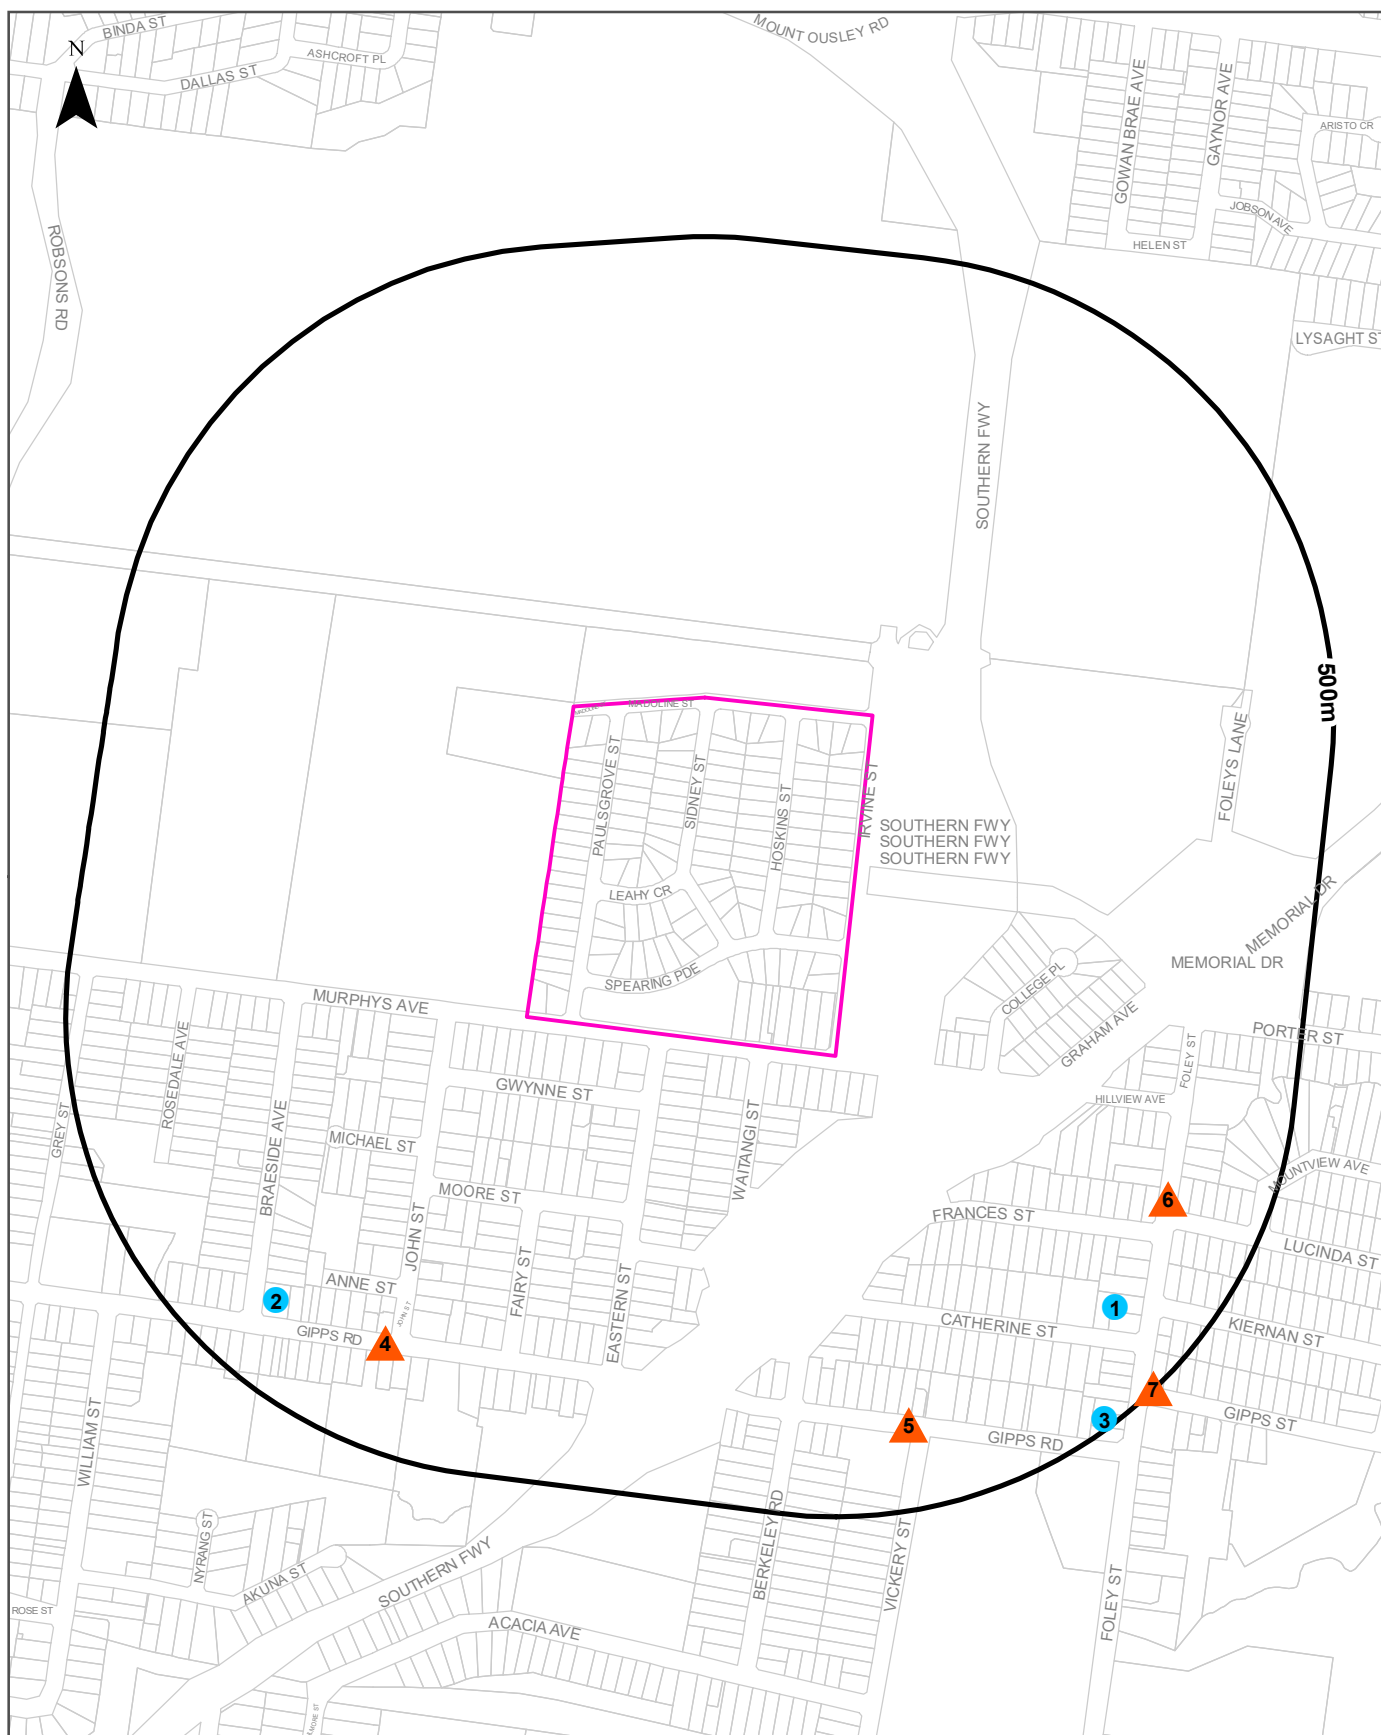 BINDA ST
MOUNT OUSLEY RD
N
ASHCROFT PL
DALLAS ST
GOWAN BRAE AVE
GAYNOR AVE
ARISTO CR
JOBSON AVE
HELEN ST
ROBSONS RD
LYSAGHT ST
SOUTHERN FWY
500m
MADOLINE ST
PAULSGROVE ST
SIDNEY ST
HOSKINS ST
IRVINE ST
FOLEYS LANE
SOUTHERN FWY
SOUTHERN FWY
SOUTHERN FWY
LEAHY CR
MEMORIAL DR
MEMORIAL DR
SPEARING PDE
COLLEGE PL
MURPHYS AVE
GRAHAM AVE
PORTER ST
FOLEY ST
ROSEDALE AVE
GWYNNE ST
HILLVIEW AVE
GREY ST
BRAESIDE AVE
MICHAEL ST
WAITANGI ST
MOUNTVIEW AVE
MOORE ST
6
FRANCES ST
JOHN ST
LUCINDA ST
FAIRY ST
ANNE ST
EASTERN ST
2
1
JOHN ST
CATHERINE ST
KIERNAN ST
GIPPS RD
4
7
3
GIPPS ST
5
GIPPS RD
WILLIAM ST
BERKELEY RD
NYRANG ST
VICKERY ST
SOUTHERN FWY
AKUNA ST
FOLEY ST
ROSE ST
ACACIA AVE